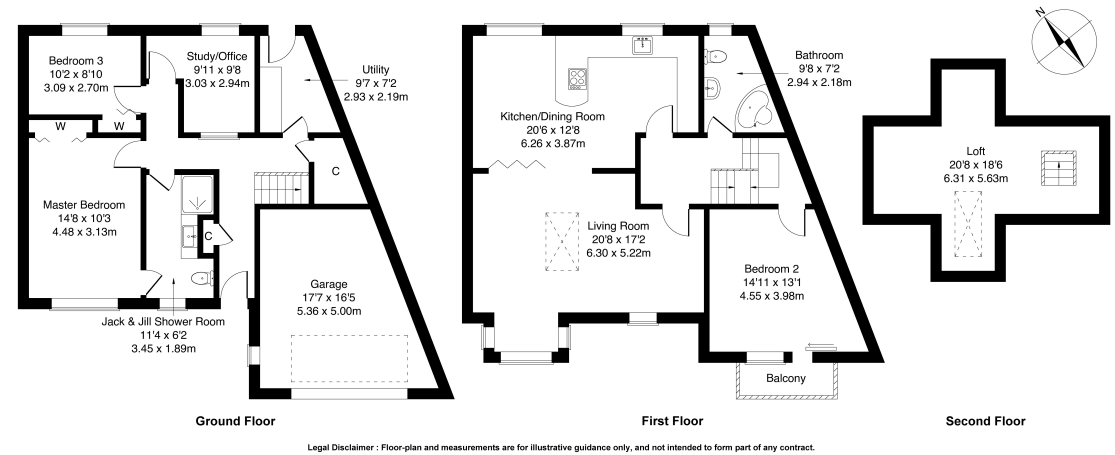 Bedroom 3
10'2 x 8'10
3.09 x 2.70m
Study/Office
9'11 x 9'8
3.03 x 2.94m
Utility
9'7 x 7'2
2.93 x 2.19m
W
W
C
Master Bedroom
14'8 x 10'3
4.48 x 3.13m
C
Garage
17'7 x 16'5
5.36 x 5.00m
Jack & Jill Shower Room
11'4 x 6'2
3.45 x 1.89m
Ground Floor
Bathroom
9'8 x 7'2
2.94 x 2.18m
Kitchen/Dining Room
20'6 x 12'8
6.26 x 3.87m
Living Room
20'8 x 17'2
6.30 x 5.22m
Bedroom 2
14'11 x 13'1
4.55 x 3.98m
Balcony
First Floor
N
Loft
20'8 x 18'6
6.31 x 5.63m
Second Floor
Legal Disclaimer : Floor-plan and measurements are for illustrative guidance only, and not intended to form part of any contract.